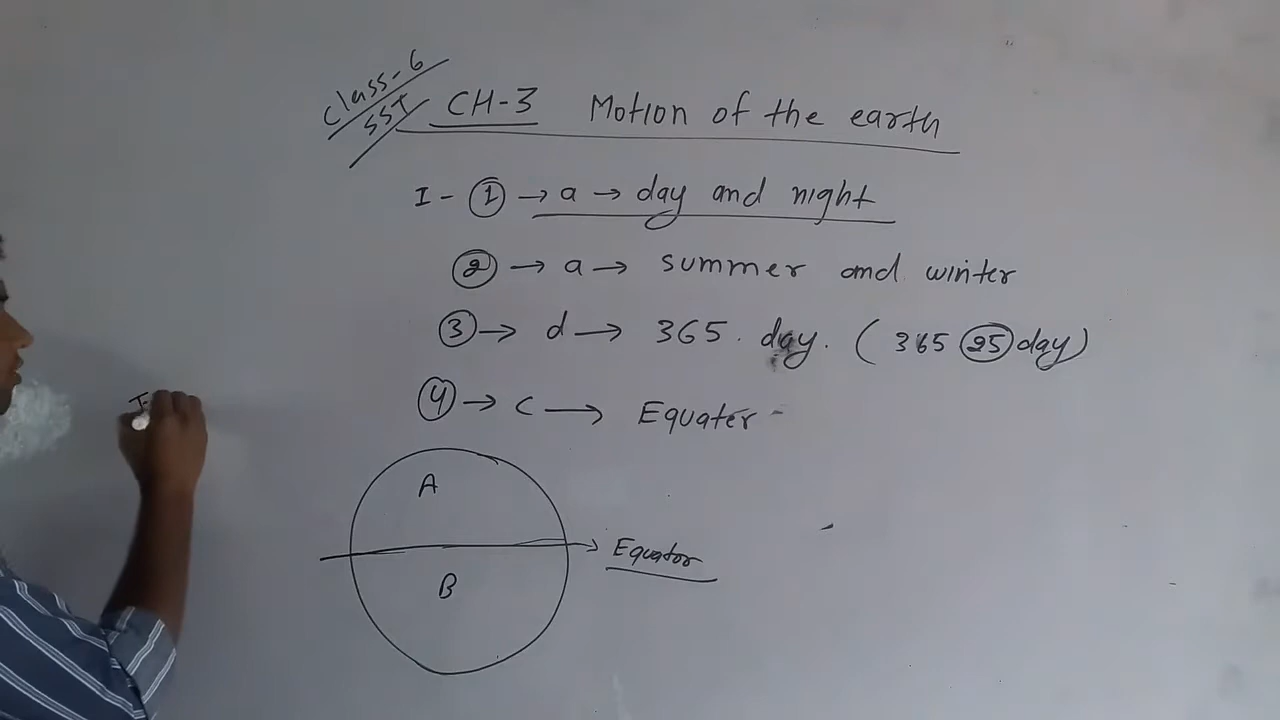 Class-6
SST
CH-3 Motion of the earth
I - 1 → a → day and night
2 → a → summer and winter
3 → d → 365. day. (365 25 day)
4 → c → Equater -
A
B
→ Equator
I